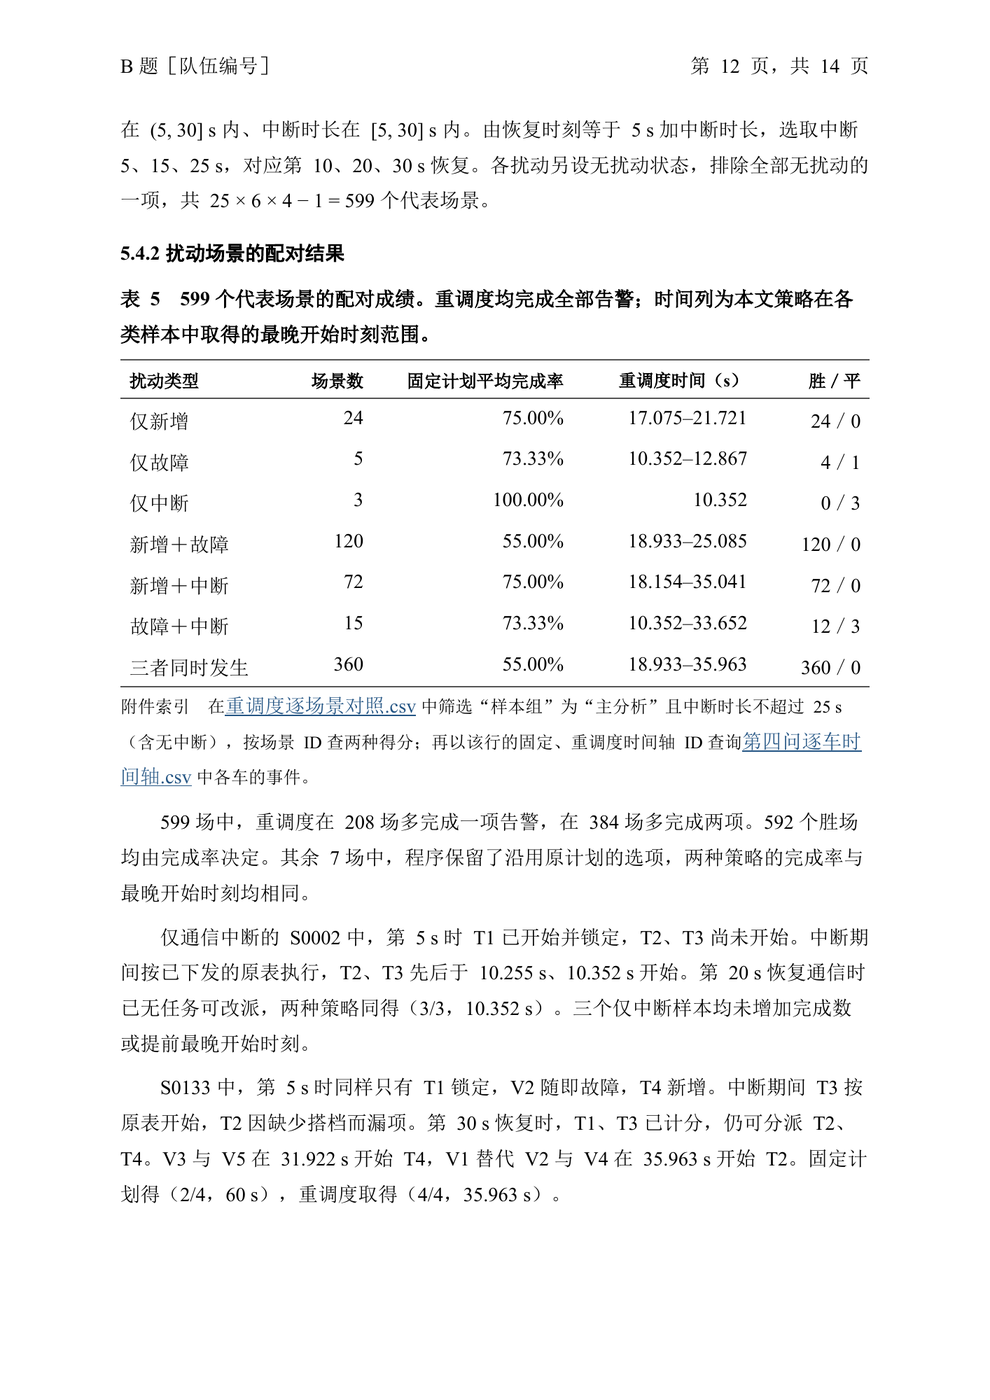 B 题［队伍编号］ 第 12 页，共 14 页
在 (5, 30] s 内、中断时长在 [5, 30] s 内。由恢复时刻等于 5 s 加中断时长，选取中断
5、15、25 s，对应第 10、20、30 s 恢复。各扰动另设无扰动状态，排除全部无扰动的
一项，共 25 × 6 × 4 − 1 = 599 个代表场景。
5.4.2 扰动场景的配对结果
表 5 599 个代表场景的配对成绩。重调度均完成全部告警；时间列为本文策略在各
类样本中取得的最晚开始时刻范围。
扰动类型 场景数 固定计划平均完成率 重调度时间（s） 胜 / 平
仅新增 24 75.00% 17.075–21.721 24 / 0
仅故障 5 73.33% 10.352–12.867 4 / 1
仅中断 3 100.00% 10.352 0 / 3
新增＋故障 120 55.00% 18.933–25.085 120 / 0
新增＋中断 72 75.00% 18.154–35.041 72 / 0
故障＋中断 15 73.33% 10.352–33.652 12 / 3
三者同时发生 360 55.00% 18.933–35.963 360 / 0
附件索引 在重调度逐场景对照.csv 中筛选“样本组”为“主分析”且中断时长不超过 25 s
（含无中断），按场景 ID 查两种得分；再以该行的固定、重调度时间轴 ID 查询第四问逐车时
间轴.csv 中各车的事件。
599 场中，重调度在 208 场多完成一项告警，在 384 场多完成两项。592 个胜场
均由完成率决定。其余 7 场中，程序保留了沿用原计划的选项，两种策略的完成率与
最晚开始时刻均相同。
仅通信中断的 S0002 中，第 5 s 时 T1 已开始并锁定，T2、T3 尚未开始。中断期
间按已下发的原表执行，T2、T3 先后于 10.255 s、10.352 s 开始。第 20 s 恢复通信时
已无任务可改派，两种策略同得（3/3，10.352 s）。三个仅中断样本均未增加完成数
或提前最晚开始时刻。
S0133 中，第 5 s 时同样只有 T1 锁定，V2 随即故障，T4 新增。中断期间 T3 按
原表开始，T2 因缺少搭档而漏项。第 30 s 恢复时，T1、T3 已计分，仍可分派 T2、
T4。V3 与 V5 在 31.922 s 开始 T4，V1 替代 V2 与 V4 在 35.963 s 开始 T2。固定计
划得（2/4，60 s），重调度取得（4/4，35.963 s）。